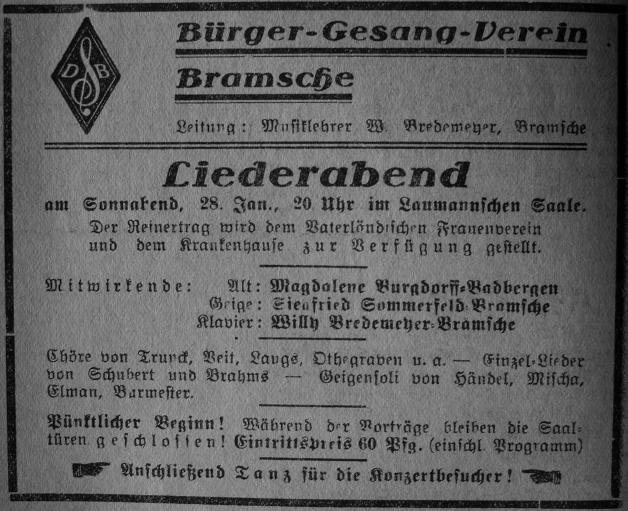 D S B
Bürger-Gesang-Verein
Bramsche
Leitung: Musiklehrer W. Bredemeyer, Bramsche
Liederabend
am Sonnabend, 28. Jan., 20 Uhr im Laumannschen Saale.
Der Reinertrag wird dem Vaterländischen Frauenverein
und dem Krankenhause zur Verfügung gestellt.
Mitwirkende: Alt: Magdalene Burgdorff-Badbergen
Geige: Siegfried Sommerfeld-Bramsche
Klavier: Willy Bredemeyer-Bramsche
Chöre von Trunck, Veit, Laugs, Othegraven u. a. — Einzel-Lieder
von Schubert und Brahms — Geigensoli von Händel, Mischa,
Elman, Burmester.
Pünktlicher Beginn! Während der Vorträge bleiben die Saal-
türen geschlossen! Eintrittspreis 60 Pfg. (einschl. Programm)
Anschließend Tanz für die Konzertbesucher!